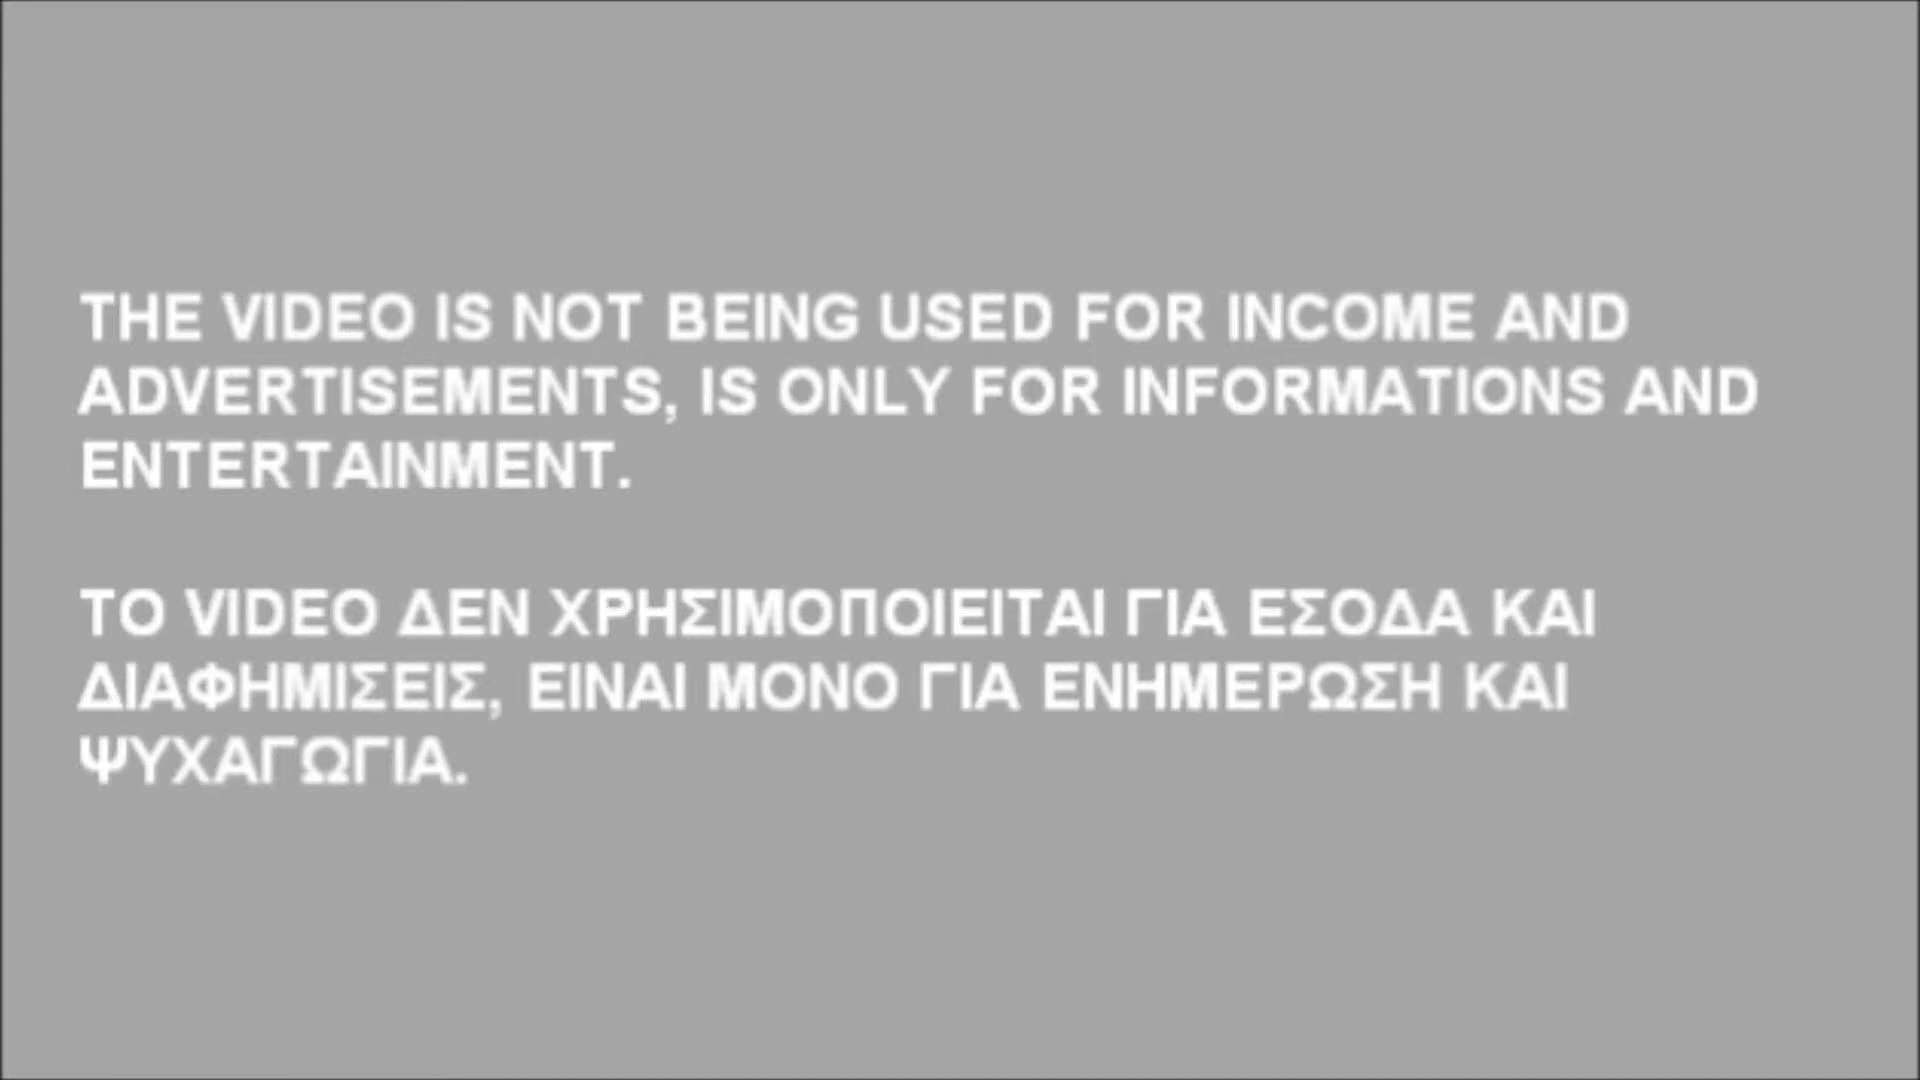 THE VIDEO IS NOT BEING USED FOR INCOME AND
ADVERTISEMENTS, IS ONLY FOR INFORMATIONS AND
ENTERTAINMENT.
ΤΟ VIDEO ΔΕΝ ΧΡΗΣΙΜΟΠΟΙΕΙΤΑΙ ΓΙΑ ΕΣΟΔΑ ΚΑΙ
ΔΙΑΦΗΜΙΣΕΙΣ, ΕΙΝΑΙ ΜΟΝΟ ΓΙΑ ΕΝΗΜΕΡΩΣΗ ΚΑΙ
ΨΥΧΑΓΩΓΙΑ.